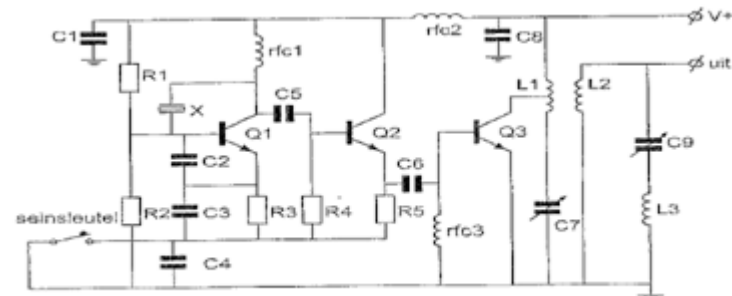 V+
C1
rfc2
C8
rfc1
uit
R1
L1
L2
C5
X
Q1
Q2
Q3
C9
C2
C6
seinsleutel
R2
C3
R3
R4
R5
rfc3
C7
L3
C4